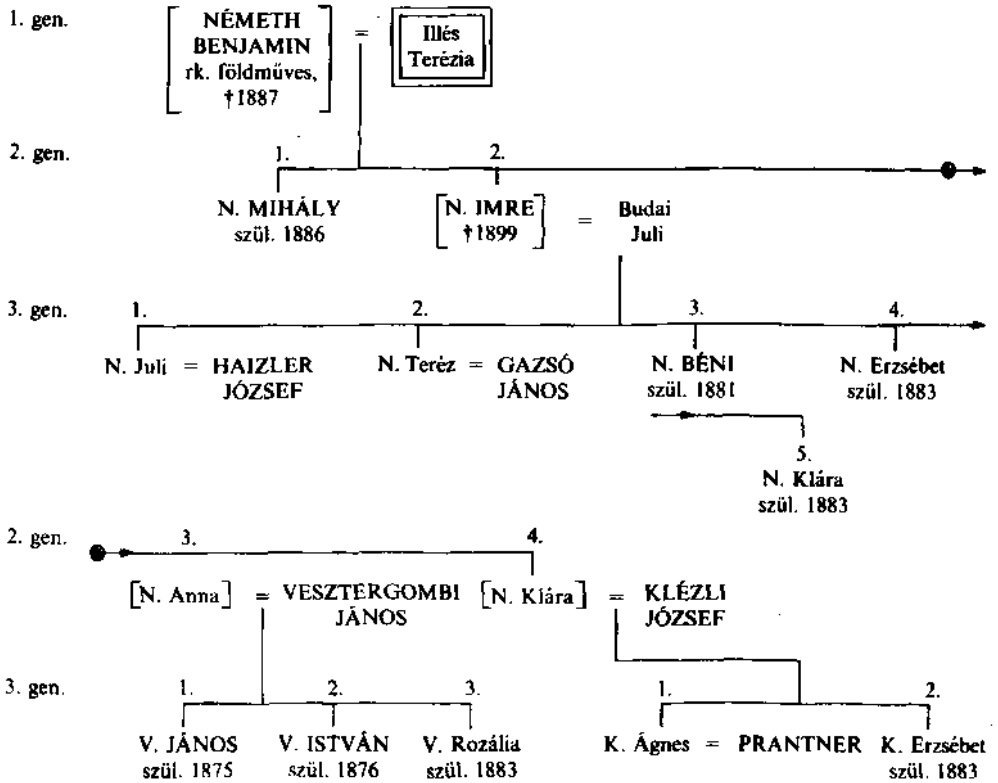 1. gen.
[NÉMETH BENJAMIN rk. földműves, †1887] = Illés Terézia
2. gen.
1. 2.
N. MIHÁLY szül. 1886 [N. IMRE †1899] = Budai Juli
3. gen.
1. 2. 3. 4.
N. Juli = HAIZLER JÓZSEF N. Teréz = GAZSÓ JÁNOS N. BÉNI szül. 1881 N. Erzsébet szül. 1883
5.
N. Klára
szül. 1883
2. gen.
3. 4.
[N. Anna] = VESZTERGOMBI JÁNOS [N. Klára] = KLÉZLI JÓZSEF
3. gen.
1. 2. 3. 1. 2.
V. JÁNOS szül. 1875 V. ISTVÁN szül. 1876 V. Rozália szül. 1883 K. Ágnes = PRANTNER K. Erzsébet szül. 1883